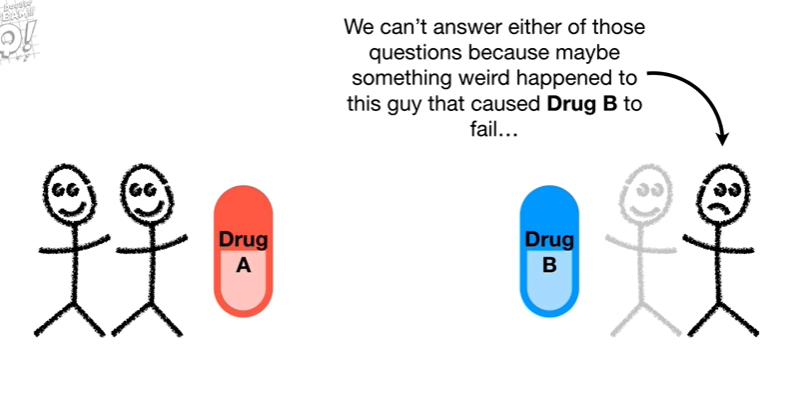 We can't answer either of those
questions because maybe
something weird happened to
this guy that caused Drug B to
fail…
Drug
A
Drug
B